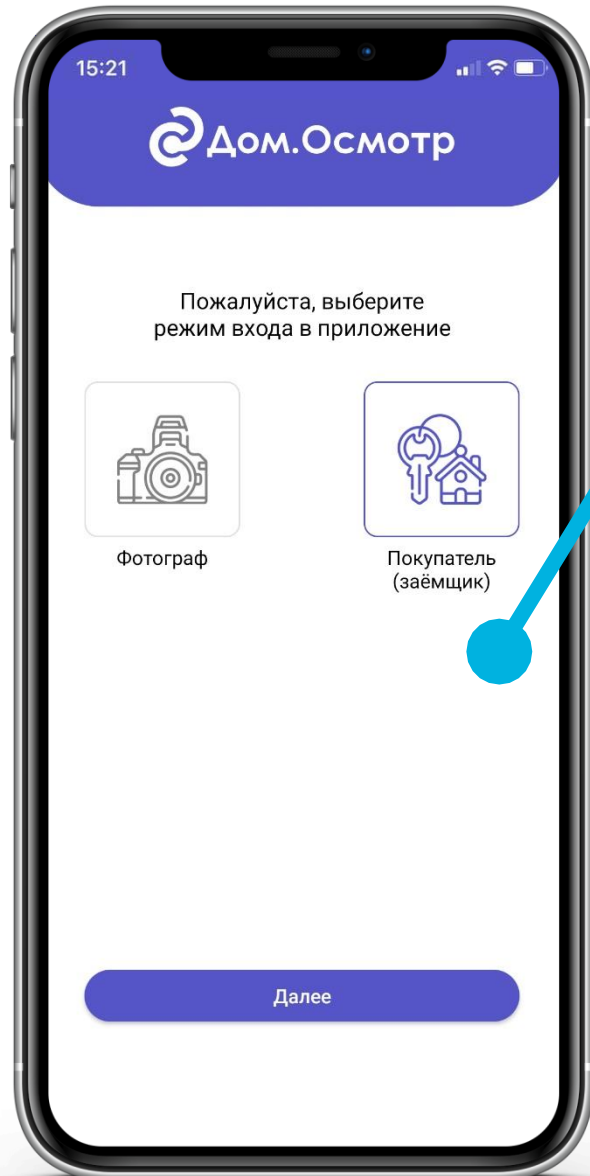 15:21
Дом.Осмотр
Пожалуйста, выберите
режим входа в приложение
Фотограф
Покупатель
(заёмщик)
Далее